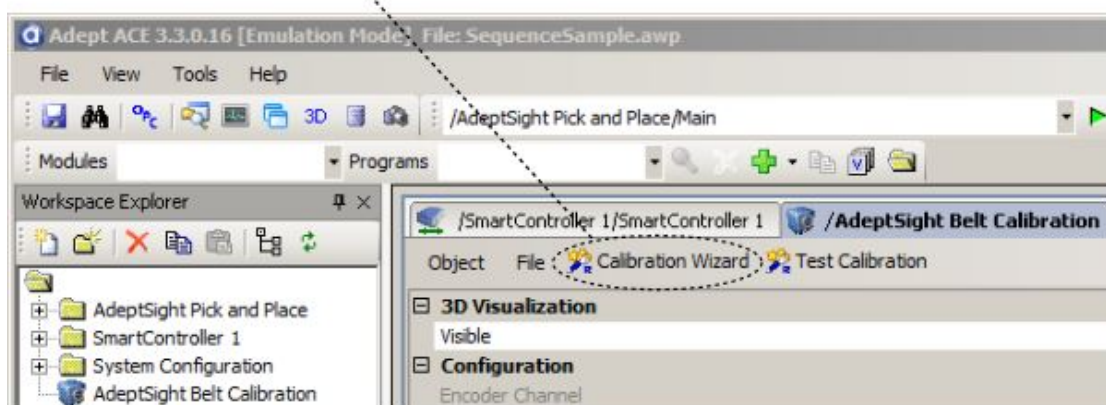 Adept ACE 3.3.0.16 [Emulation Mode] File: SequenceSample.awp
File View Tools Help
OPC 3D /AdeptSight Pick and Place/Main
Modules Programs
Workspace Explorer
/SmartController 1/SmartController 1 /AdeptSight Belt Calibration
Object File Calibration Wizard Test Calibration
3D Visualization
AdeptSight Pick and Place
Visible
SmartController 1
Configuration
System Configuration
Encoder Channel
AdeptSight Belt Calibration